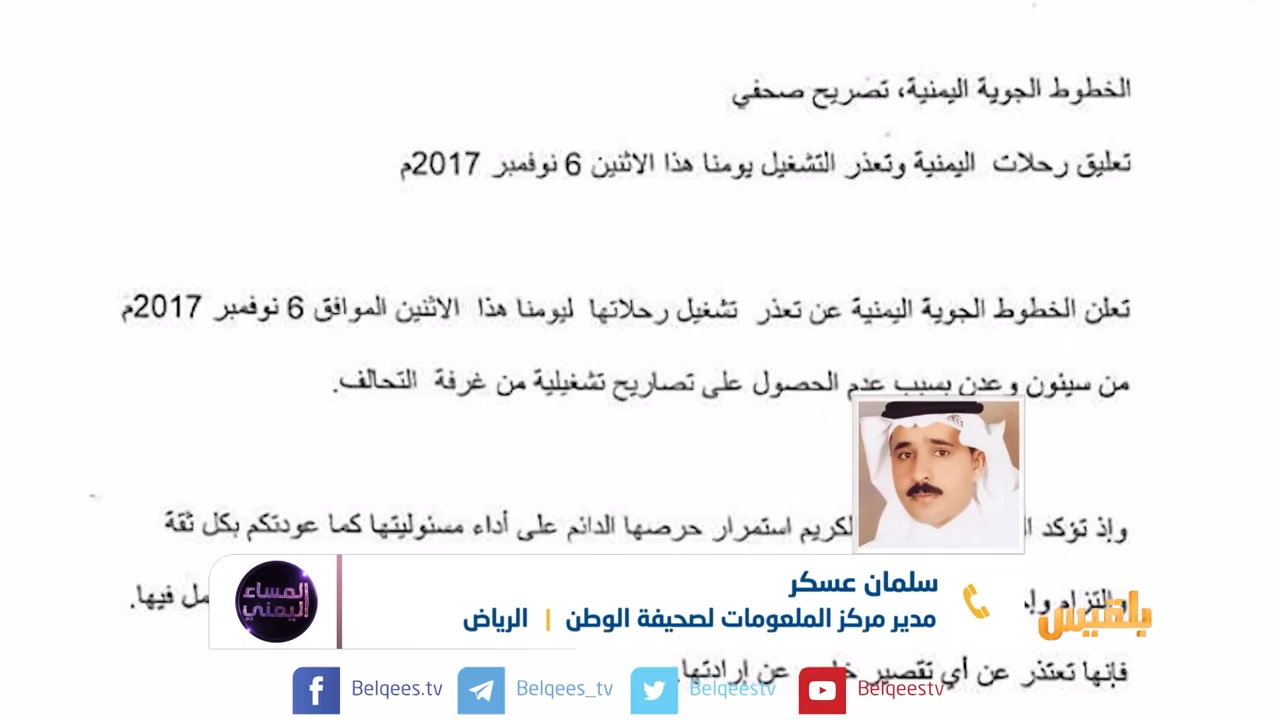 الخطوط الجوية اليمنية، تصريح صحفي
تعليق رحلات اليمنية وتعذر التشغيل يومنا هذا الاثنين 6 نوفمبر 2017م
تعلن الخطوط الجوية اليمنية عن تعذر تشغيل رحلاتها ليومنا هذا الاثنين الموافق 6 نوفمبر 2017م
من سيئون وعدن بسبب عدم الحصول على تصاريح تشغيلية من غرفة التحالف.
وإذ تؤكد لكريم استمرار حرصها الدائم على أداء مسئوليتها كما عودتكم بكل ثقة
والتزام فيها.
فإنها تعتذر عن أي تقصير عن إرادتها
سلمان عسكر
مدير مركز الملعومات لصحيفة الوطن | الرياض
المساء اليمني
بلقيس
Belqees.tv
Belqees_tv
Belqeestv
Belqeestv